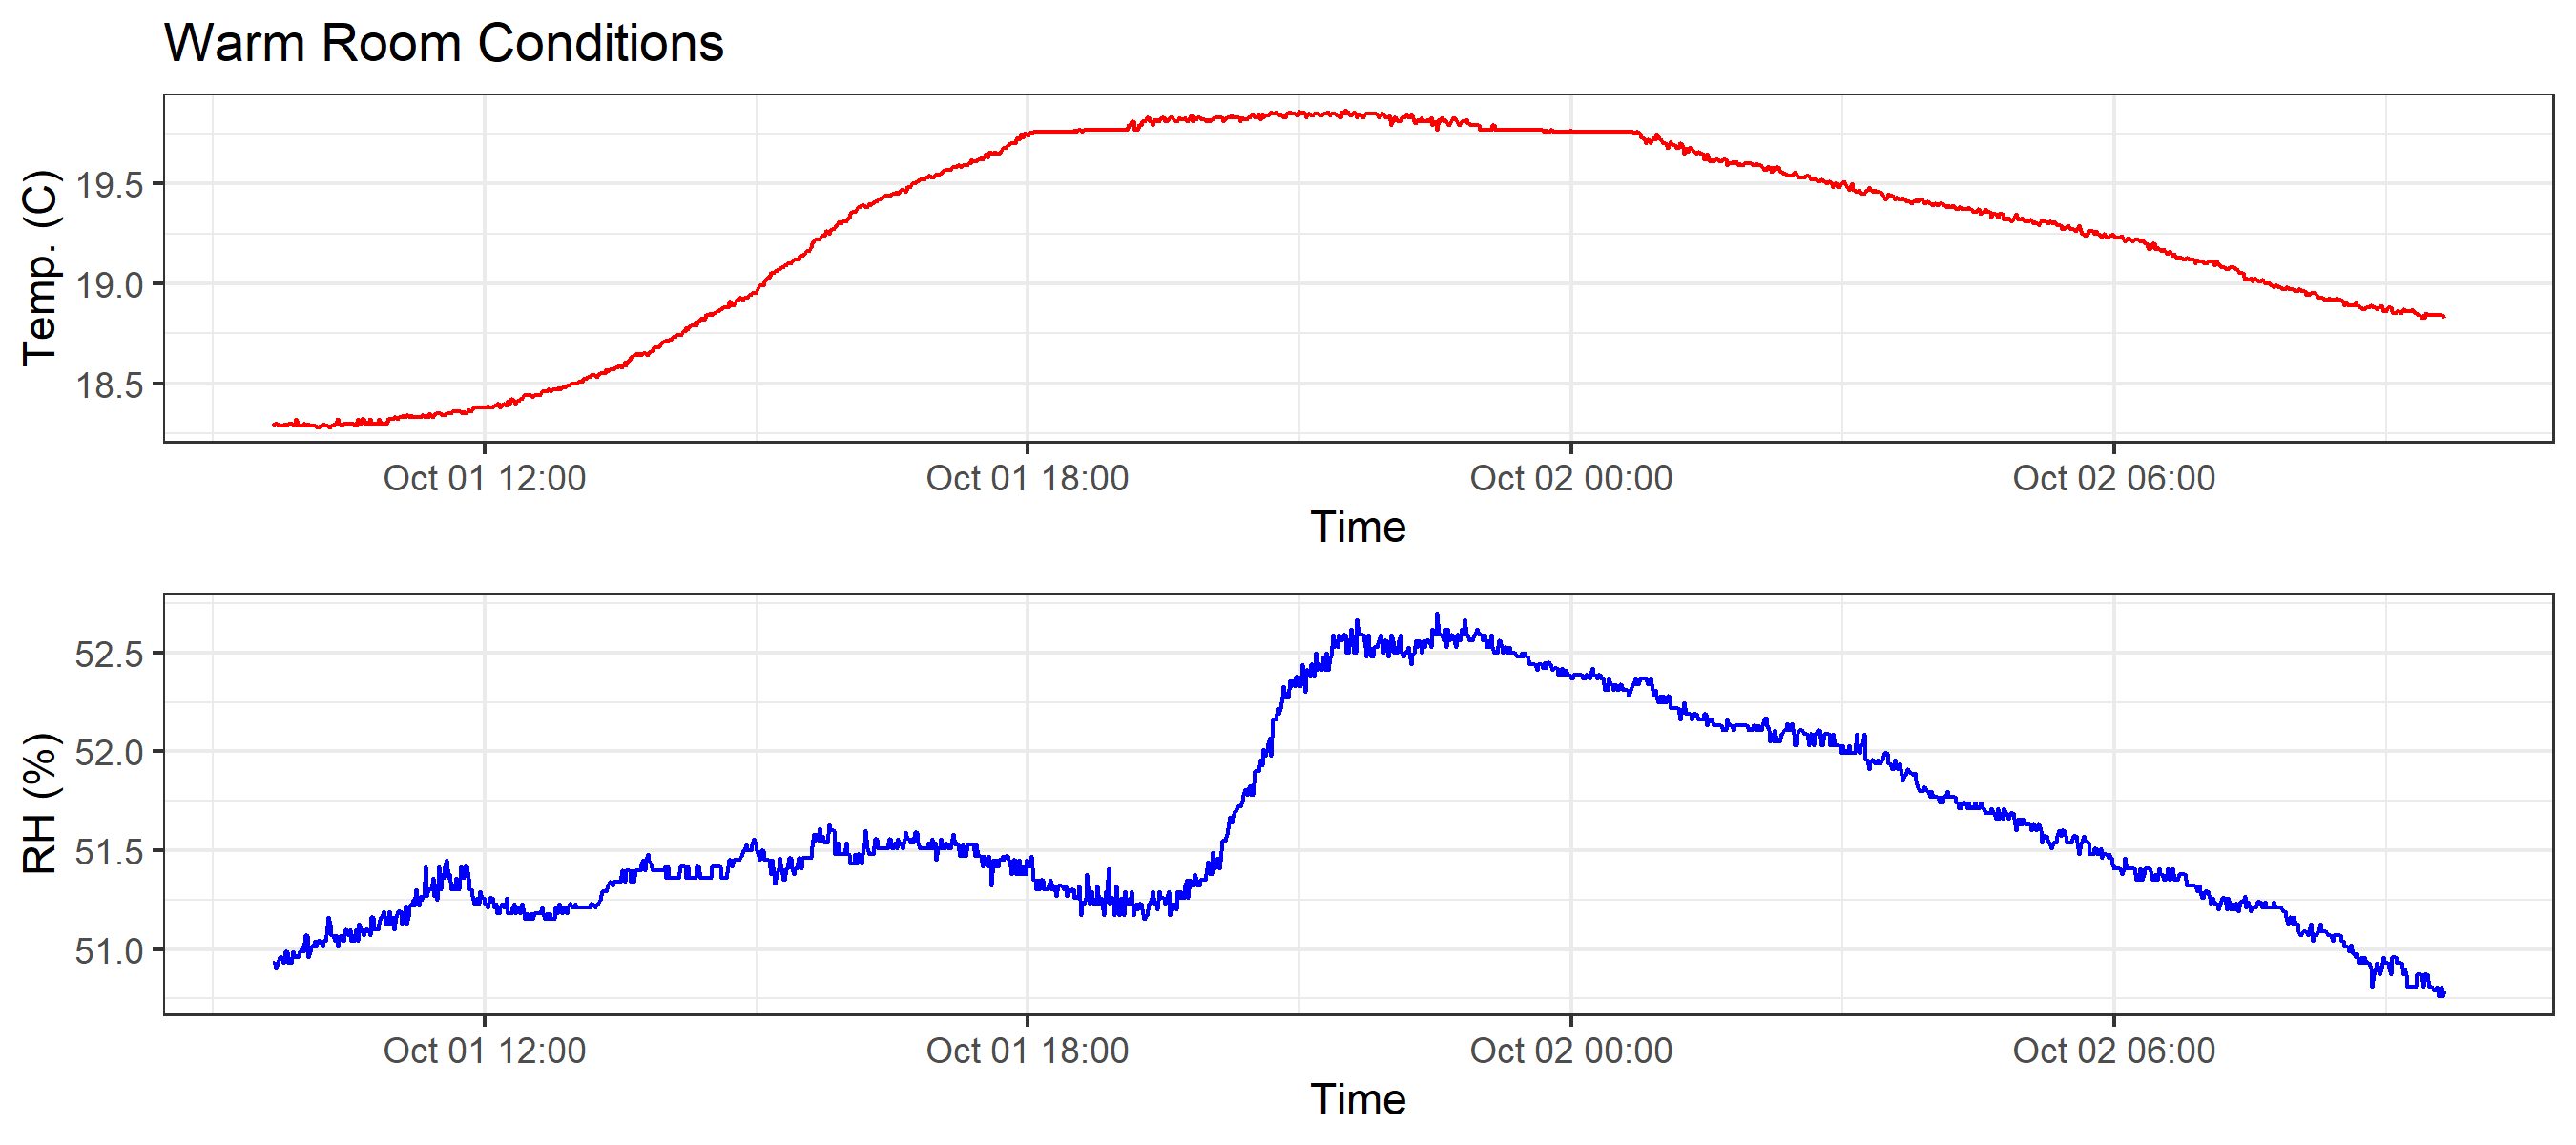 Warm Room Conditions
Temp. (C)
19.5
19.0
18.5
Oct 01 12:00 Oct 01 18:00 Oct 02 00:00 Oct 02 06:00
Time
RH (%)
52.5
52.0
51.5
51.0
Oct 01 12:00 Oct 01 18:00 Oct 02 00:00 Oct 02 06:00
Time